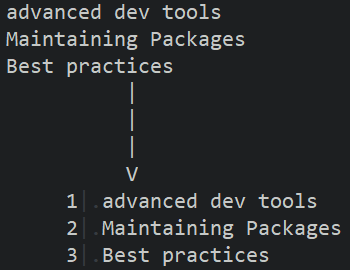 advanced dev tools
Maintaining Packages
Best practices
|
|
|
V
1| .advanced dev tools
2| .Maintaining Packages
3| .Best practices